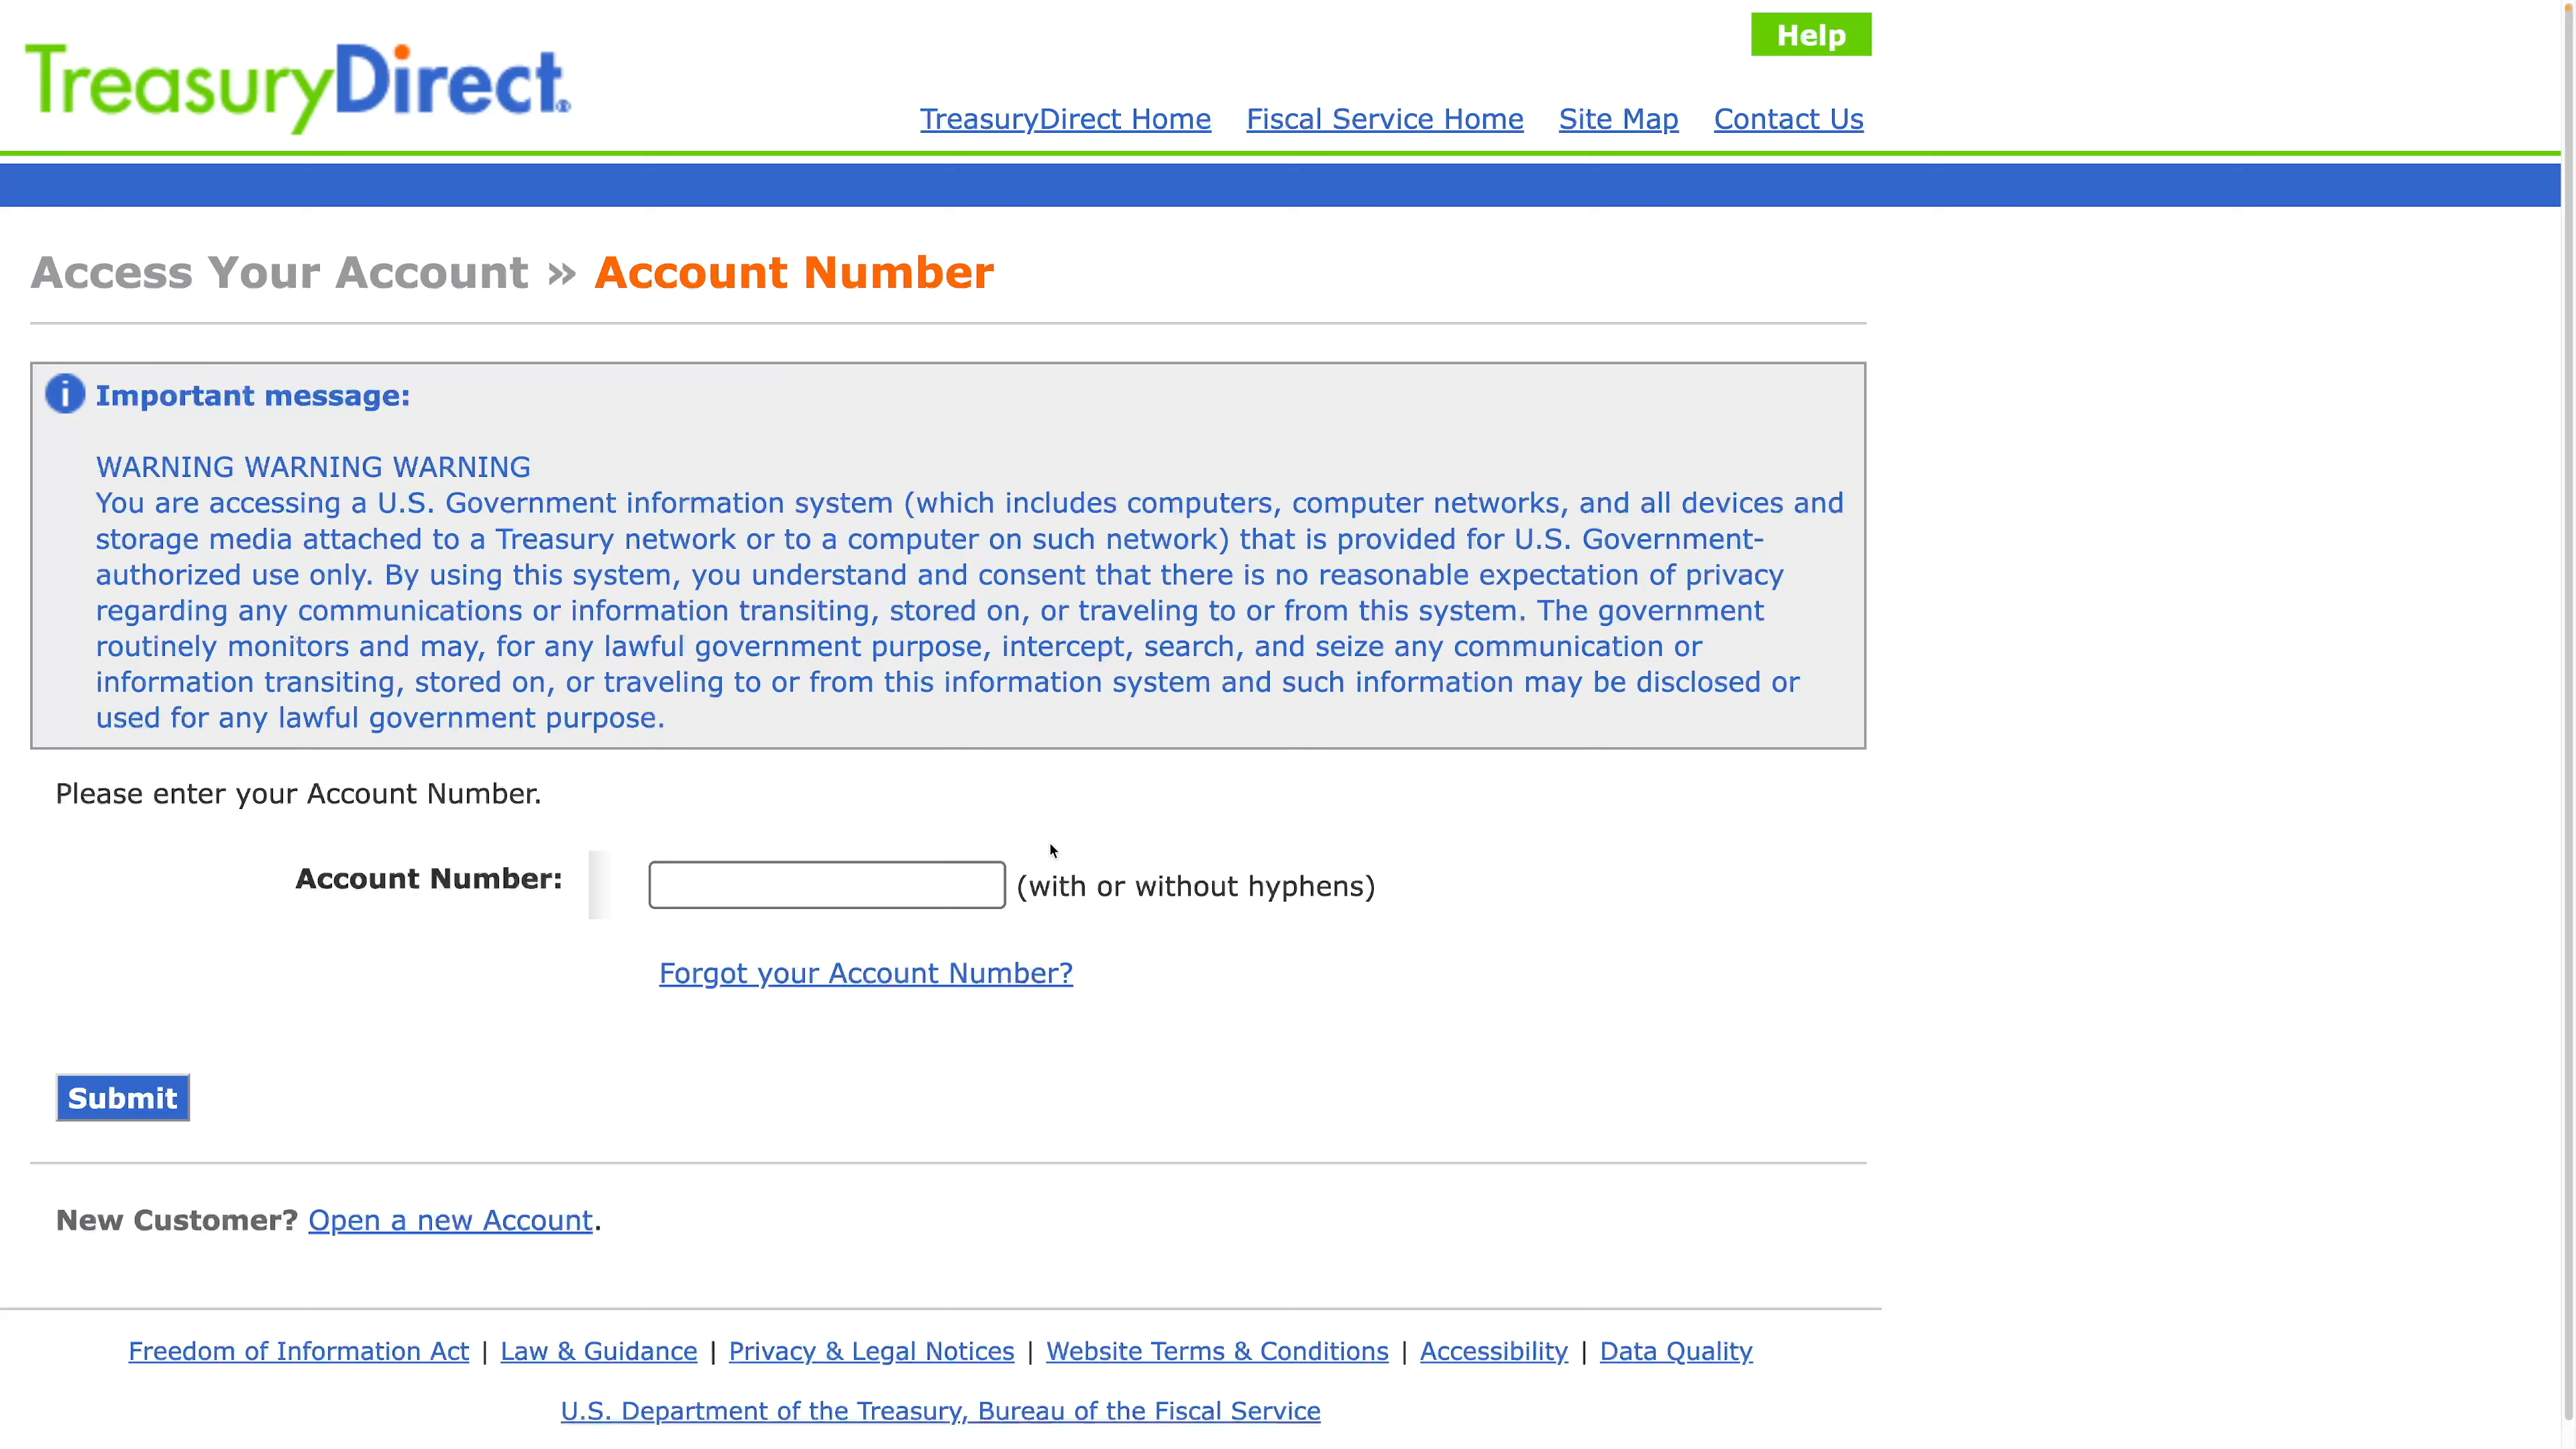 Help
TreasuryDirect®
TreasuryDirect Home Fiscal Service Home Site Map Contact Us
Access Your Account » Account Number
i Important message:
WARNING WARNING WARNING
You are accessing a U.S. Government information system (which includes computers, computer networks, and all devices and
storage media attached to a Treasury network or to a computer on such network) that is provided for U.S. Government-
authorized use only. By using this system, you understand and consent that there is no reasonable expectation of privacy
regarding any communications or information transiting, stored on, or traveling to or from this system. The government
routinely monitors and may, for any lawful government purpose, intercept, search, and seize any communication or
information transiting, stored on, or traveling to or from this information system and such information may be disclosed or
used for any lawful government purpose.
Please enter your Account Number.
Account Number: (with or without hyphens)
Forgot your Account Number?
Submit
New Customer? Open a new Account.
Freedom of Information Act | Law & Guidance | Privacy & Legal Notices | Website Terms & Conditions | Accessibility | Data Quality
U.S. Department of the Treasury, Bureau of the Fiscal Service